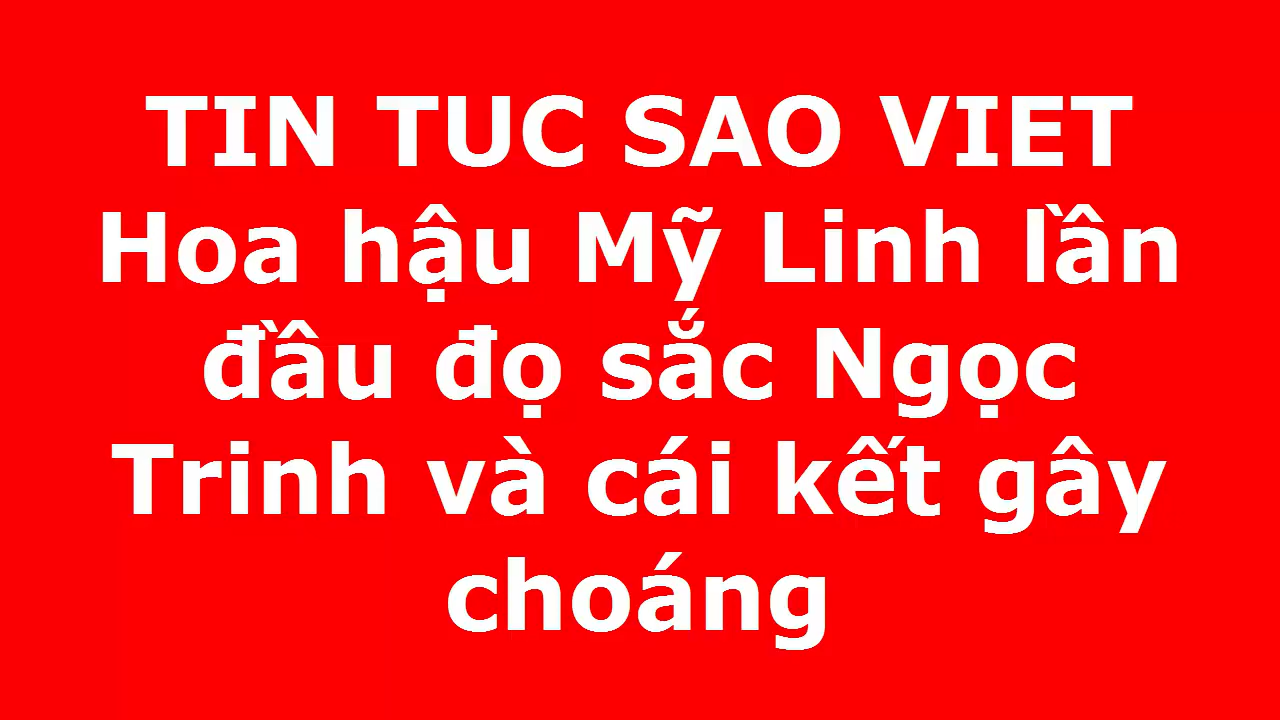 TIN TUC SAO VIET
Hoa hậu Mỹ Linh lần
đầu đọ sắc Ngọc
Trinh và cái kết gây
choáng